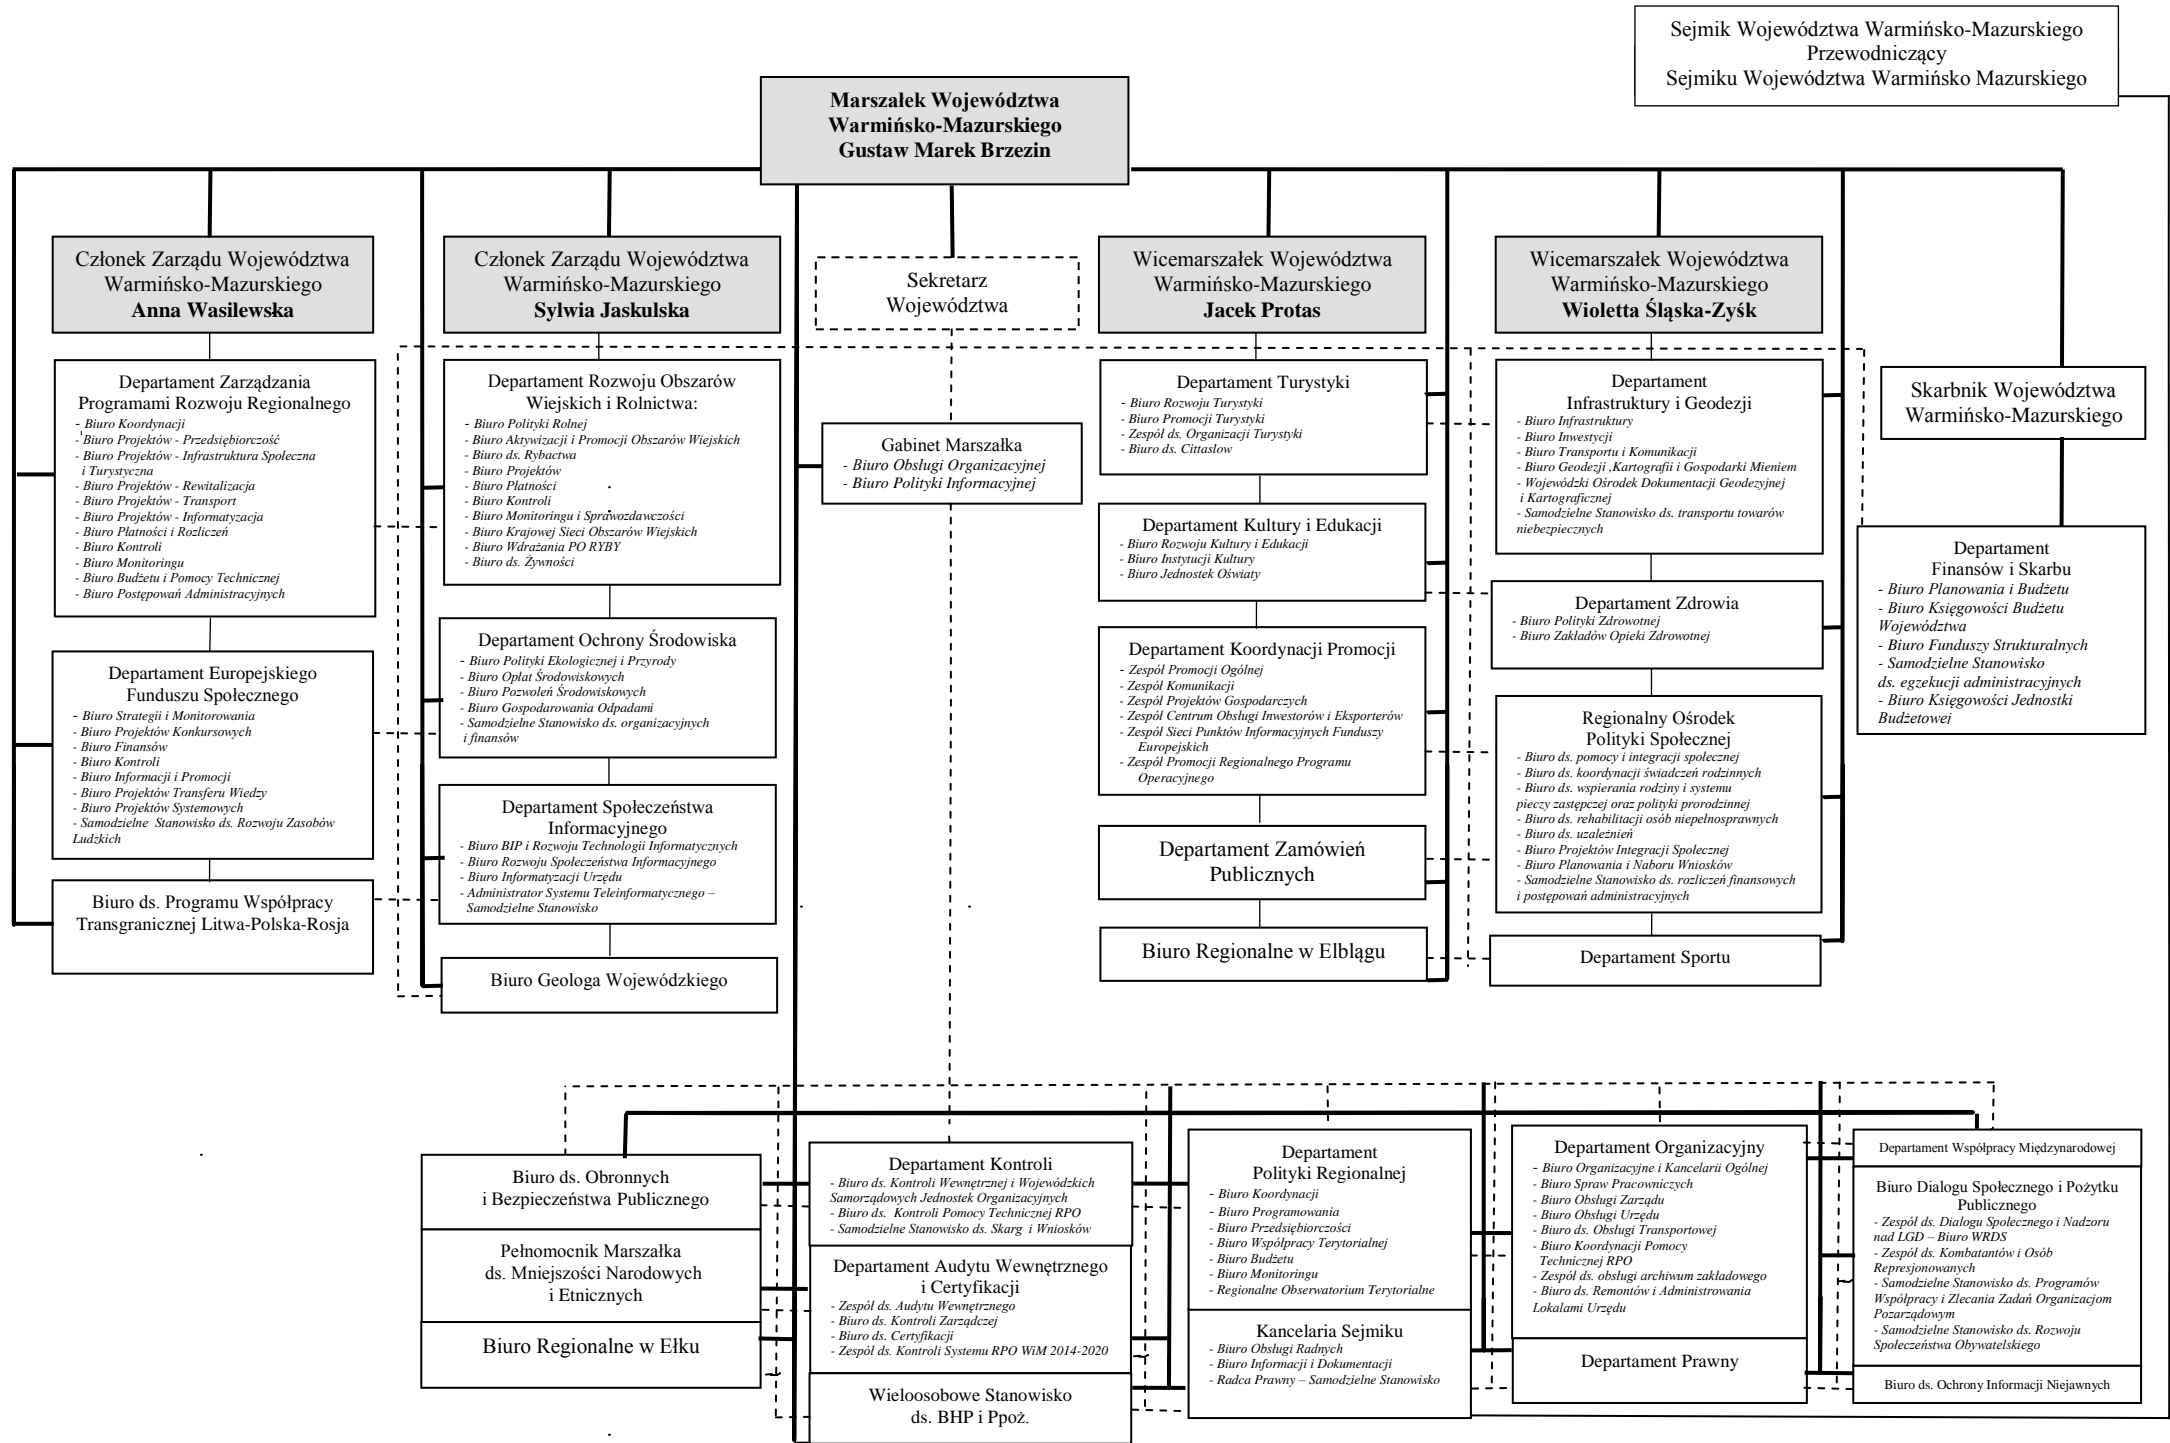 Sejmik Województwa Warmińsko-Mazurskiego
Przewodniczący
Sejmiku Województwa Warmińsko Mazurskiego
Marszałek Województwa
Warmińsko-Mazurskiego
Gustaw Marek Brzezin
Członek Zarządu Województwa
Warmińsko-Mazurskiego
Anna Wasilewska
Departament Zarządzania
Programami Rozwoju Regionalnego
- Biuro Koordynacji
- Biuro Projektów - Przedsiębiorczość
- Biuro Projektów - Infrastruktura Społeczna
i Turystyczna
- Biuro Projektów - Rewitalizacja
- Biuro Projektów - Transport
- Biuro Projektów - Informatyzacja
- Biuro Płatności i Rozliczeń
- Biuro Kontroli
- Biuro Monitoringu
- Biuro Budżetu i Pomocy Technicznej
- Biuro Postępowań Administracyjnych
Departament Europejskiego
Funduszu Społecznego
- Biuro Strategii i Monitorowania
- Biuro Projektów Konkursowych
- Biuro Finansów
- Biuro Kontroli
- Biuro Informacji i Promocji
- Biuro Projektów Transferu Wiedzy
- Biuro Projektów Systemowych
- Samodzielne Stanowisko ds. Rozwoju Zasobów
Ludzkich
Biuro ds. Programu Współpracy
Transgranicznej Litwa-Polska-Rosja
Członek Zarządu Województwa
Warmińsko-Mazurskiego
Sylwia Jaskulska
Departament Rozwoju Obszarów
Wiejskich i Rolnictwa:
- Biuro Polityki Rolnej
- Biuro Aktywizacji i Promocji Obszarów Wiejskich
- Biuro ds. Rybactwa
- Biuro Projektów
- Biuro Płatności
- Biuro Kontroli
- Biuro Monitoringu i Sprawozdawczości
- Biuro Krajowej Sieci Obszarów Wiejskich
- Biuro Wdrażania PO RYBY
- Biuro ds. Żywności
Departament Ochrony Środowiska
- Biuro Polityki Ekologicznej i Przyrody
- Biuro Opłat Środowiskowych
- Biuro Pozwoleń Środowiskowych
- Biuro Gospodarowania Odpadami
- Samodzielne Stanowisko ds. organizacyjnych
i finansów
Departament Społeczeństwa
Informacyjnego
- Biuro BIP i Rozwoju Technologii Informatycznych
- Biuro Rozwoju Społeczeństwa Informacyjnego
- Biuro Informatyzacji Urzędu
- Administrator Systemu Teleinformatycznego –
Samodzielne Stanowisko
Biuro Geologa Wojewódzkiego
Sekretarz
Województwa
Gabinet Marszałka
- Biuro Obsługi Organizacyjnej
- Biuro Polityki Informacyjnej
Wicemarszałek Województwa
Warmińsko-Mazurskiego
Jacek Protas
Departament Turystyki
- Biuro Rozwoju Turystyki
- Biuro Promocji Turystyki
- Zespół ds. Organizacji Turystyki
- Biuro ds. Cittaslow
Departament Kultury i Edukacji
- Biuro Rozwoju Kultury i Edukacji
- Biuro Instytucji Kultury
- Biuro Jednostek Oświaty
Departament Koordynacji Promocji
- Zespół Promocji Ogólnej
- Zespół Komunikacji
- Zespół Projektów Gospodarczych
- Zespół Centrum Obsługi Inwestorów i Eksporterów
- Zespół Sieci Punktów Informacyjnych Funduszy
Europejskich
- Zespół Promocji Regionalnego Programu
Operacyjnego
Departament Zamówień
Publicznych
Biuro Regionalne w Elblągu
Wicemarszałek Województwa
Warmińsko-Mazurskiego
Wioletta Śląska-Zyśk
Departament
Infrastruktury i Geodezji
- Biuro Infrastruktury
- Biuro Inwestycji
- Biuro Transportu i Komunikacji
- Biuro Geodezji ,Kartografii i Gospodarki Mieniem
- Wojewódzki Ośrodek Dokumentacji Geodezyjnej
i Kartograficznej
- Samodzielne Stanowisko ds. transportu towarów
niebezpiecznych
Departament Zdrowia
- Biuro Polityki Zdrowotnej
- Biuro Zakładów Opieki Zdrowotnej
Regionalny Ośrodek
Polityki Społecznej
- Biuro ds. pomocy i integracji społecznej
- Biuro ds. koordynacji świadczeń rodzinnych
- Biuro ds. wspierania rodziny i systemu
pieczy zastępczej oraz polityki prorodzinnej
- Biuro ds. rehabilitacji osób niepełnosprawnych
- Biuro ds. uzależnień
- Biuro Projektów Integracji Społecznej
- Biuro Planowania i Naboru Wniosków
- Samodzielne Stanowisko ds. rozliczeń finansowych
i postępowań administracyjnych
Departament Sportu
Skarbnik Województwa
Warmińsko-Mazurskiego
Departament
Finansów i Skarbu
- Biuro Planowania i Budżetu
- Biuro Księgowości Budżetu
Województwa
- Biuro Funduszy Strukturalnych
- Samodzielne Stanowisko
ds. egzekucji administracyjnych
- Biuro Księgowości Jednostki
Budżetowej
Biuro ds. Obronnych
i Bezpieczeństwa Publicznego
Pełnomocnik Marszałka
ds. Mniejszości Narodowych
i Etnicznych
Biuro Regionalne w Ełku
Departament Kontroli
- Biuro ds. Kontroli Wewnętrznej i Wojewódzkich
Samorządowych Jednostek Organizacyjnych
- Biuro ds. Kontroli Pomocy Technicznej RPO
- Samodzielne Stanowisko ds. Skarg i Wniosków
Departament Audytu Wewnętrznego
i Certyfikacji
- Zespół ds. Audytu Wewnętrznego
- Biuro ds. Kontroli Zarządczej
- Biuro ds. Certyfikacji
- Zespół ds. Kontroli Systemu RPO WiM 2014-2020
Wieloosobowe Stanowisko
ds. BHP i Ppoż.
Departament
Polityki Regionalnej
- Biuro Koordynacji
- Biuro Programowania
- Biuro Przedsiębiorczości
- Biuro Współpracy Terytorialnej
- Biuro Budżetu
- Biuro Monitoringu
- Regionalne Obserwatorium Terytorialne
Kancelaria Sejmiku
- Biuro Obsługi Radnych
- Biuro Informacji i Dokumentacji
- Radca Prawny – Samodzielne Stanowisko
Departament Organizacyjny
- Biuro Organizacyjne i Kancelarii Ogólnej
- Biuro Spraw Pracowniczych
- Biuro Obsługi Zarządu
- Biuro Obsługi Urzędu
- Biuro ds. Obsługi Transportowej
- Biuro Koordynacji Pomocy
Technicznej RPO
- Zespół ds. obsługi archiwum zakładowego
- Biuro ds. Remontów i Administrowania
Lokalami Urzędu
Departament Prawny
Departament Współpracy Międzynarodowej
Biuro Dialogu Społecznego i Pożytku
Publicznego
- Zespół ds. Dialogu Społecznego i Nadzoru
nad LGD – Biuro WRDS
- Zespół ds. Kombatantów i Osób
Represjonowanych
- Samodzielne Stanowisko ds. Programów
Współpracy i Zlecania Zadań Organizacjom
Pozarządowym
- Samodzielne Stanowisko ds. Rozwoju
Społeczeństwa Obywatelskiego
Biuro ds. Ochrony Informacji Niejawnych